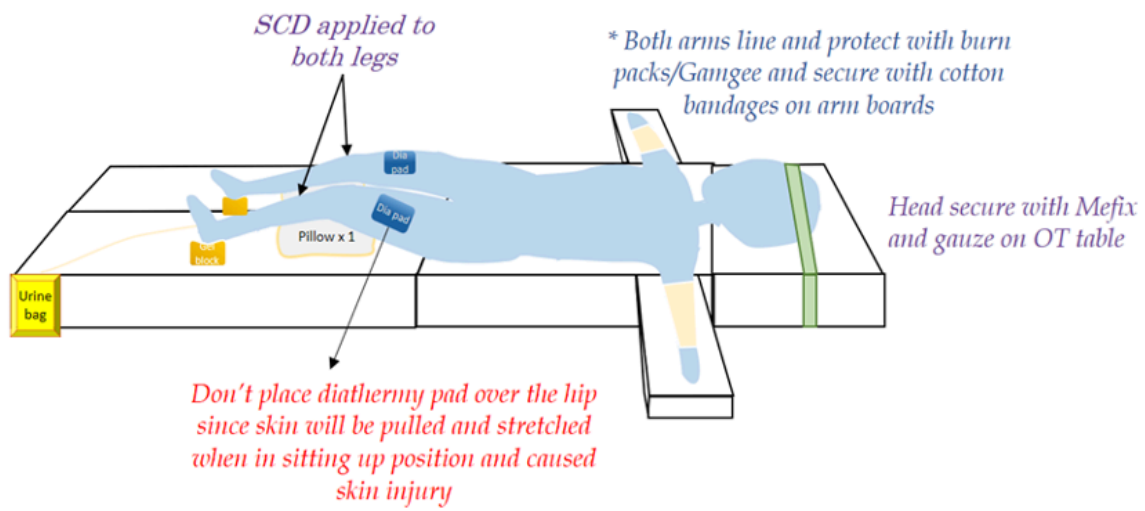 SCD applied to
both legs
* Both arms line and protect with burn
packs/Gamgee and secure with cotton
bandages on arm boards
Dia
pad
Dia pad
Head secure with Mefix
and gauze on OT table
Pillow x 1
Gel
block
Urine
bag
Don't place diathermy pad over the hip
since skin will be pulled and stretched
when in sitting up position and caused
skin injury